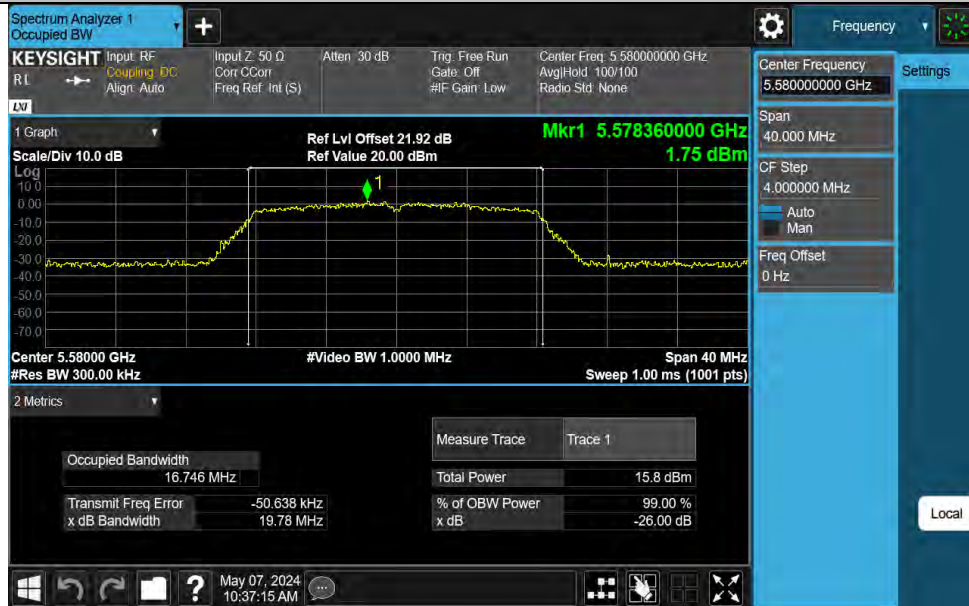 Spectrum Analyzer 1
Occupied BW
+
Frequency
KEYSIGHT Input: RF Input Z: 50 Ω Atten: 30 dB Trig: Free Run Center Freq: 5.580000000 GHz
Coupling: DC Corr CCorr Gate: Off Avg|Hold: 100/100
Align: Auto Freq Ref: Int (S) #IF Gain: Low Radio Std: None
LXI
Center Frequency
5.580000000 GHz
Settings
Span
40.000 MHz
CF Step
4.000000 MHz
Auto
Man
Freq Offset
0 Hz
Local
1 Graph
Ref Lvl Offset 21.92 dB
Mkr1 5.578360000 GHz
Scale/Div 10.0 dB
Ref Value 20.00 dBm
1.75 dBm
Log
1
10.0
0.00
-10.0
-20.0
-30.0
-40.0
-50.0
-60.0
-70.0
Center 5.58000 GHz #Video BW 1.0000 MHz Span 40 MHz
#Res BW 300.00 kHz Sweep 1.00 ms (1001 pts)
2 Metrics
Measure Trace Trace 1
Occupied Bandwidth
16.746 MHz
Total Power 15.8 dBm
Transmit Freq Error -50.638 kHz % of OBW Power 99.00 %
x dB Bandwidth 19.78 MHz x dB -26.00 dB
?
May 07, 2024
10:37:15 AM